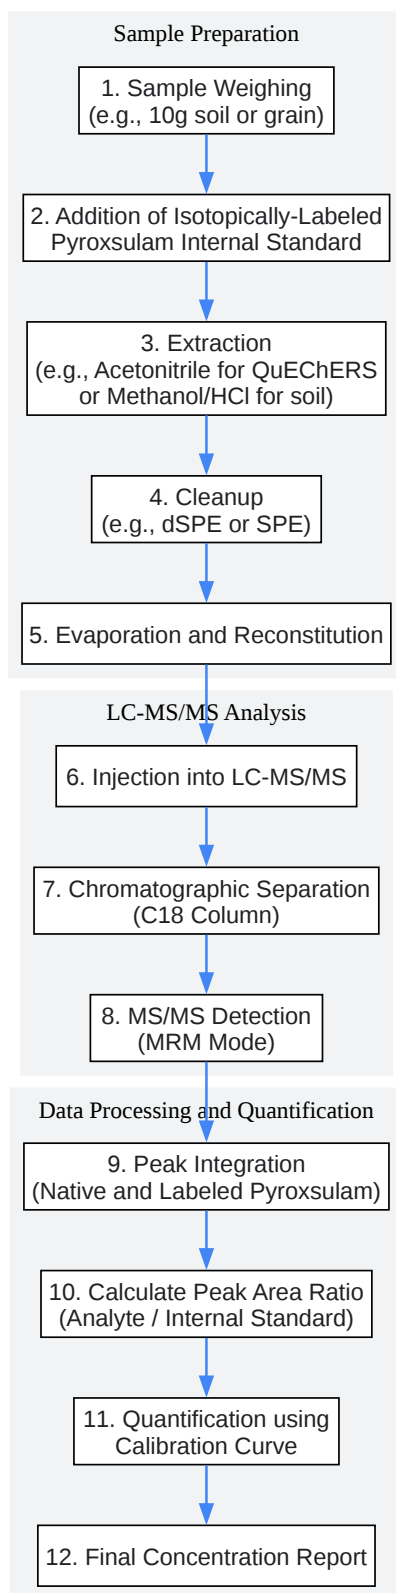 Sample Preparation
1. Sample Weighing
(e.g., 10g soil or grain)
2. Addition of Isotopically-Labeled
Pyroxsulam Internal Standard
3. Extraction
(e.g., Acetonitrile for QuEChERS
or Methanol/HCl for soil)
4. Cleanup
(e.g., dSPE or SPE)
5. Evaporation and Reconstitution
LC-MS/MS Analysis
6. Injection into LC-MS/MS
7. Chromatographic Separation
(C18 Column)
8. MS/MS Detection
(MRM Mode)
Data Processing and Quantification
9. Peak Integration
(Native and Labeled Pyroxsulam)
10. Calculate Peak Area Ratio
(Analyte / Internal Standard)
11. Quantification using
Calibration Curve
12. Final Concentration Report